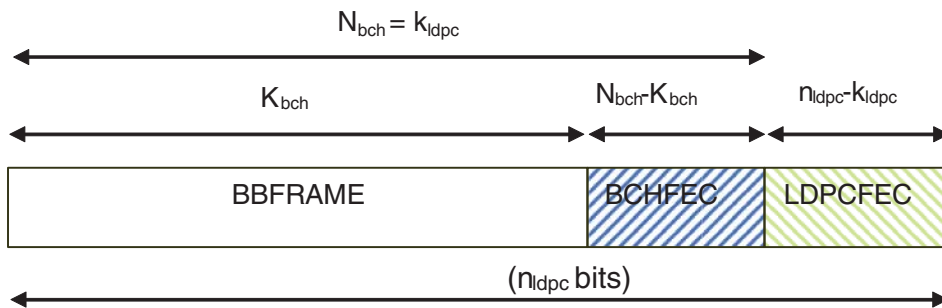 N_bch = k_ldpc
K_bch N_bch-K_bch n_ldpc-k_ldpc
BBFRAME BCHFEC LDPCFEC
(n_ldpc bits)